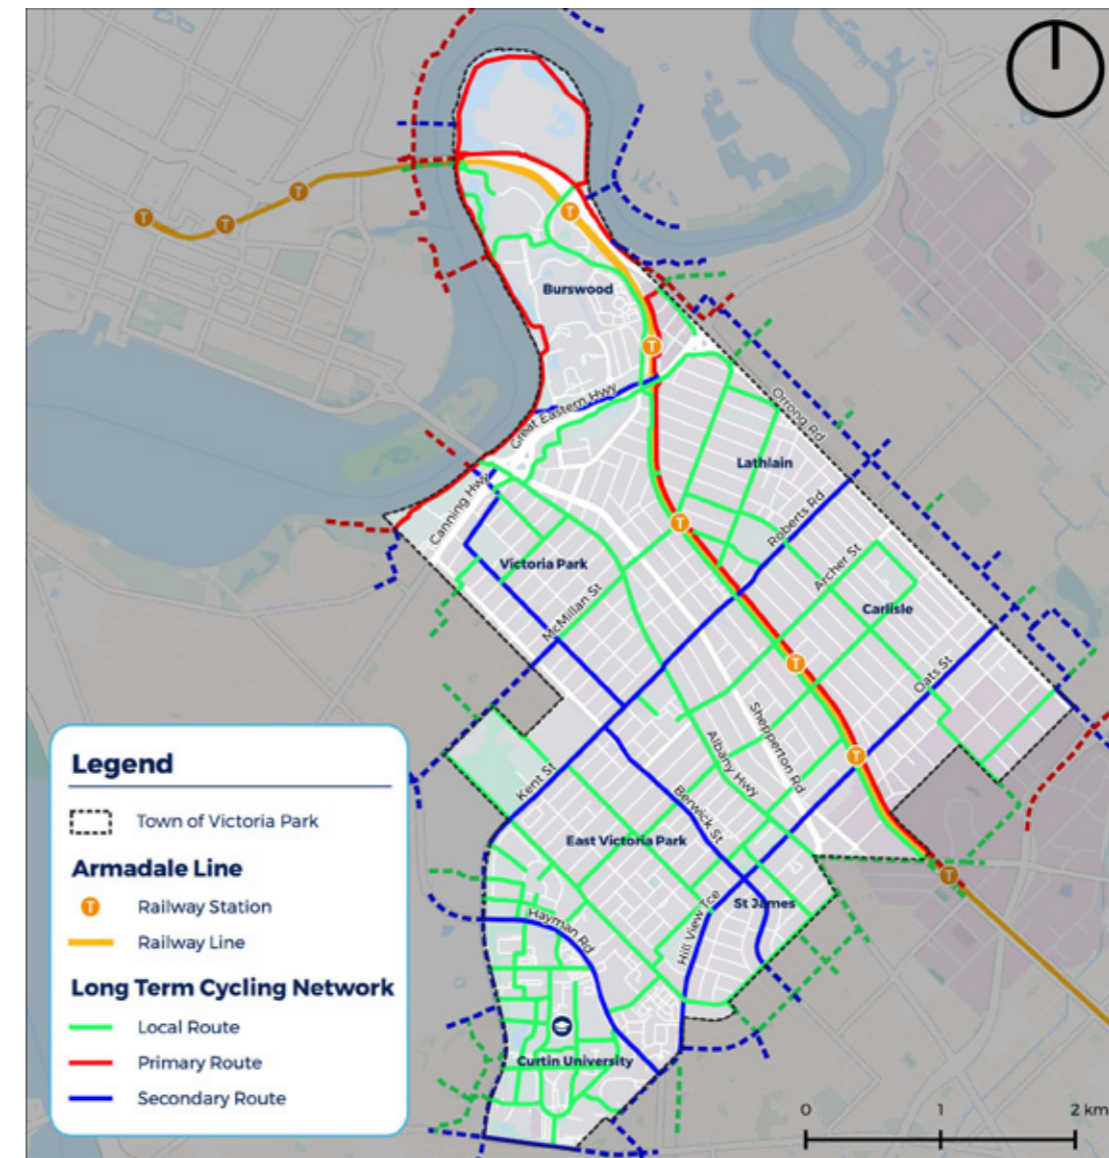 T
T
T
T
Burswood
T
Great Eastern Hwy
Orrong Rd
Lathlain
Canning Hwy
Roberts Rd
T
Victoria Park
Archer St
McMillan St
Carlisle
T
Oats St
Shepperton Rd
Albany Hwy
T
Kent St
Berwick St
East Victoria Park
T
St James
Hill View Tce
Hayman Rd
Curtin University
Legend
Town of Victoria Park
Armadale Line
T Railway Station
Railway Line
Long Term Cycling Network
Local Route
Primary Route
Secondary Route
0 1 2 km